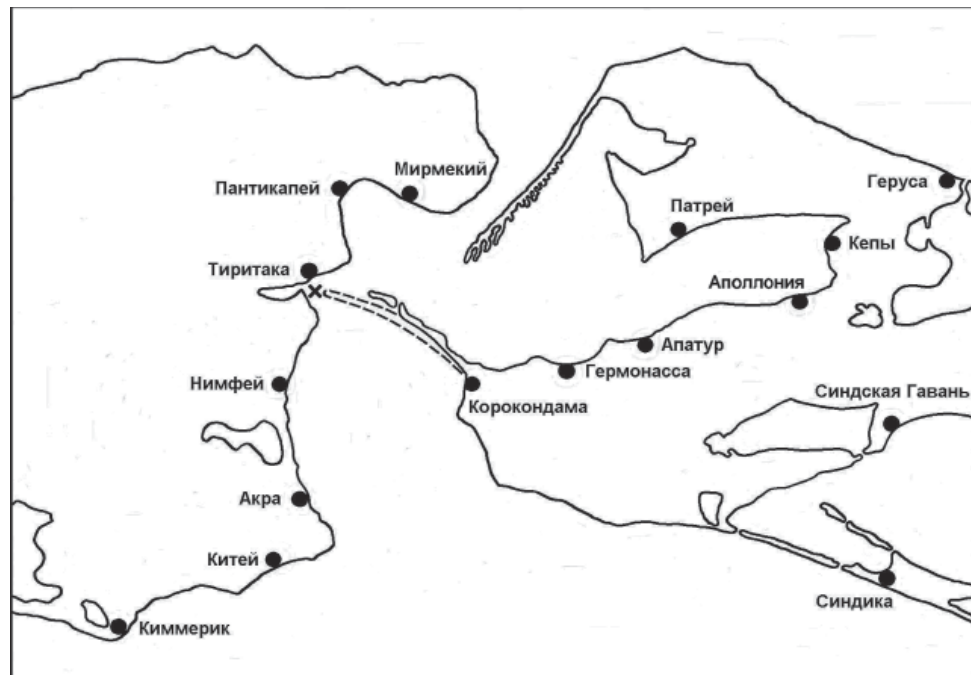 Мирмекий
Пантикапей
Геруса
Патрей
Кепы
Тиритака
Аполлония
Апатур
Гермонасса
Нимфей
Корокондама
Синдская Гавань
Акра
Китей
Синдика
Киммерик